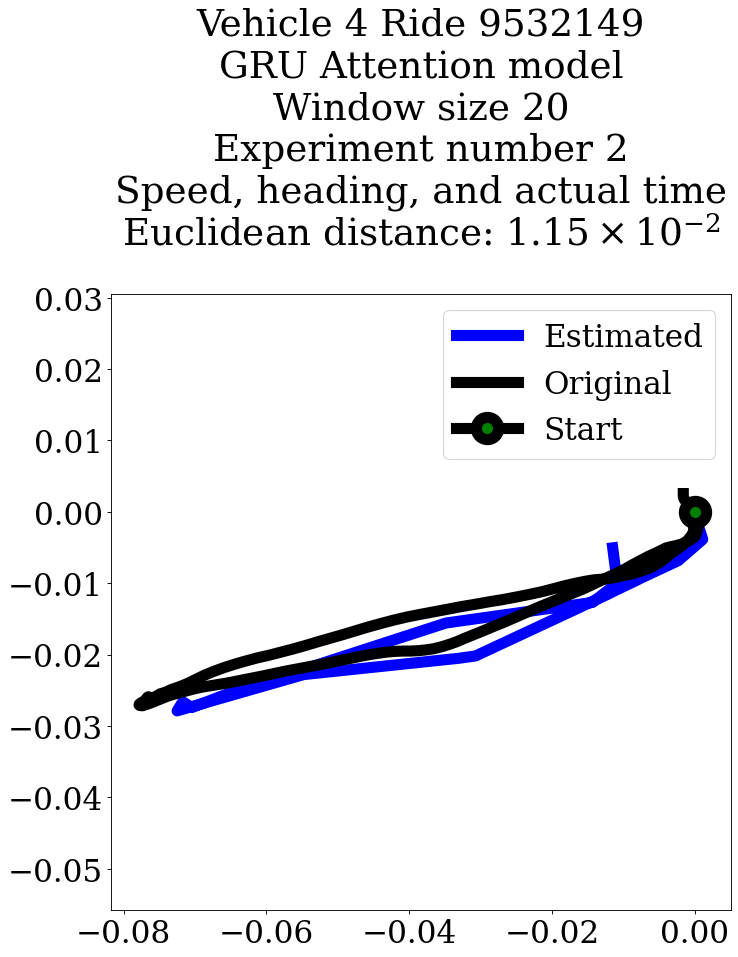 Vehicle 4 Ride 9532149
GRU Attention model
Window size 20
Experiment number 2
Speed, heading, and actual time
Euclidean distance: 1.15 × 10⁻²
0.03
Estimated
0.02
Original
0.01
Start
0.00
−0.01
−0.02
−0.03
−0.04
−0.05
−0.08 −0.06 −0.04 −0.02 0.00